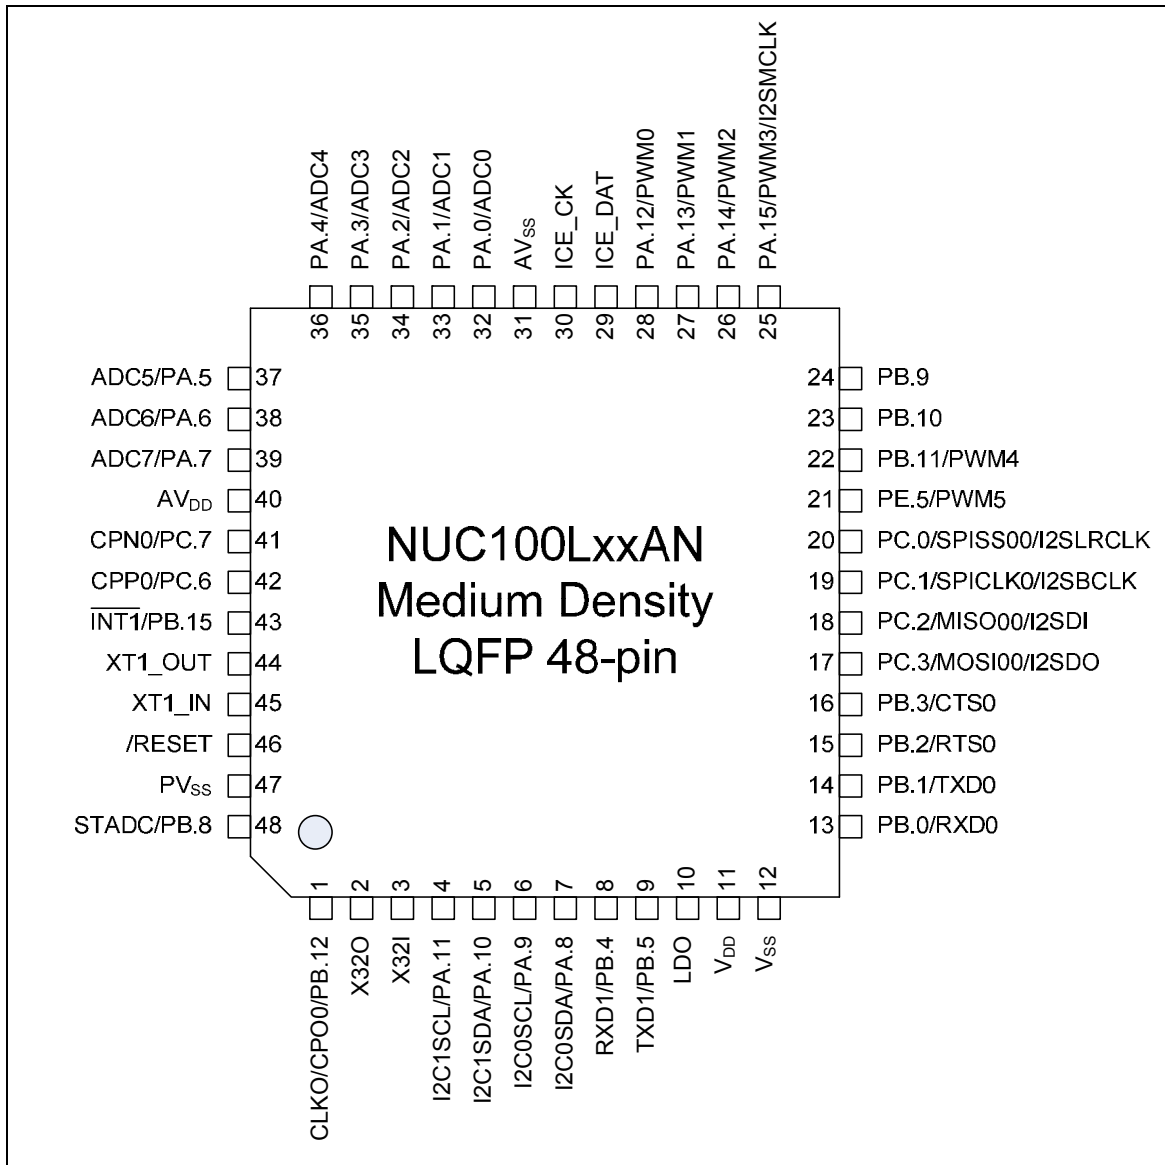 PA.4/ADC4
PA.3/ADC3
PA.2/ADC2
PA.1/ADC1
PA.0/ADC0
AVSS
ICE_CK
ICE_DAT
PA.12/PWM0
PA.13/PWM1
PA.14/PWM2
PA.15/PWM3/I2SMCLK
36
35
34
33
32
31
30
29
28
27
26
25
ADC5/PA.5 37
ADC6/PA.6 38
ADC7/PA.7 39
AVDD 40
CPN0/PC.7 41
CPP0/PC.6 42
INT1/PB.15 43
XT1_OUT 44
XT1_IN 45
/RESET 46
PVSS 47
STADC/PB.8 48
NUC100LxxAN
Medium Density
LQFP 48-pin
24 PB.9
23 PB.10
22 PB.11/PWM4
21 PE.5/PWM5
20 PC.0/SPISS00/I2SLRCLK
19 PC.1/SPICLK0/I2SBCLK
18 PC.2/MISO00/I2SDI
17 PC.3/MOSI00/I2SDO
16 PB.3/CTS0
15 PB.2/RTS0
14 PB.1/TXD0
13 PB.0/RXD0
1
2
3
4
5
6
7
8
9
10
11
12
CLKO/CPO0/PB.12
X32O
X32I
I2C1SCL/PA.11
I2C1SDA/PA.10
I2C0SCL/PA.9
I2C0SDA/PA.8
RXD1/PB.4
TXD1/PB.5
LDO
VDD
VSS